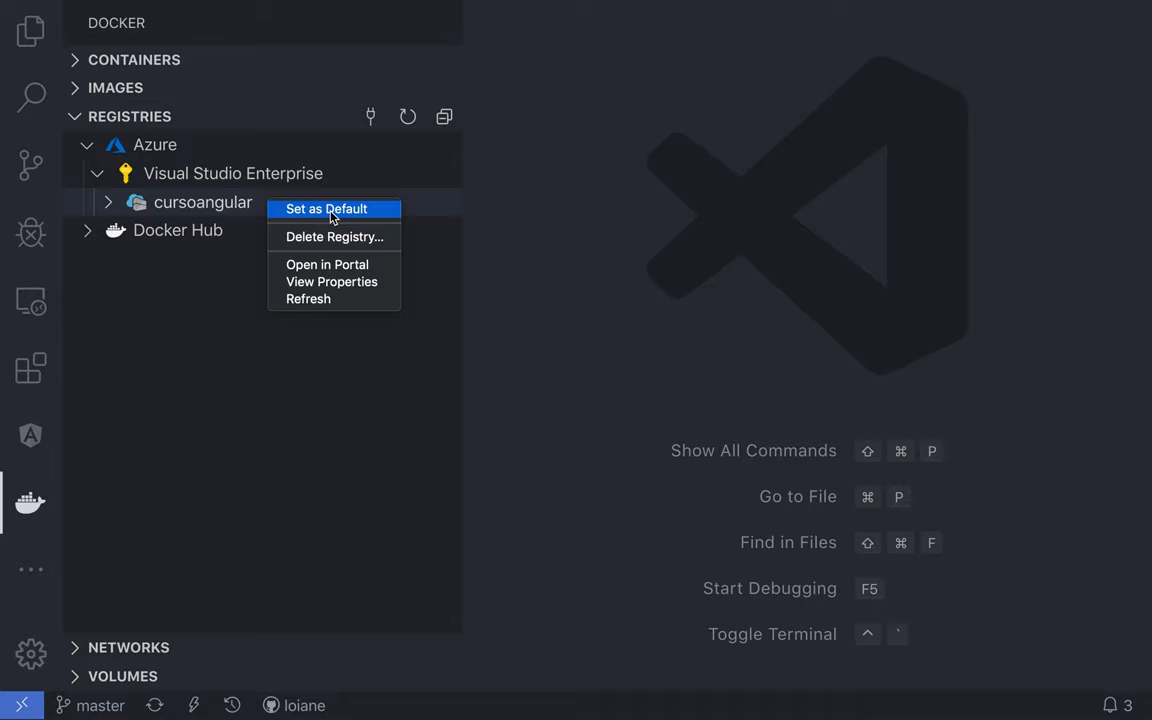 DOCKER
CONTAINERS
IMAGES
REGISTRIES
Azure
Visual Studio Enterprise
cursoangular
Docker Hub
Set as Default
Delete Registry...
Open in Portal
View Properties
Refresh
Show All Commands ⇧ ⌘ P
Go to File ⌘ P
Find in Files ⇧ ⌘ F
Start Debugging F5
Toggle Terminal ^ `
NETWORKS
VOLUMES
master
loiane
3